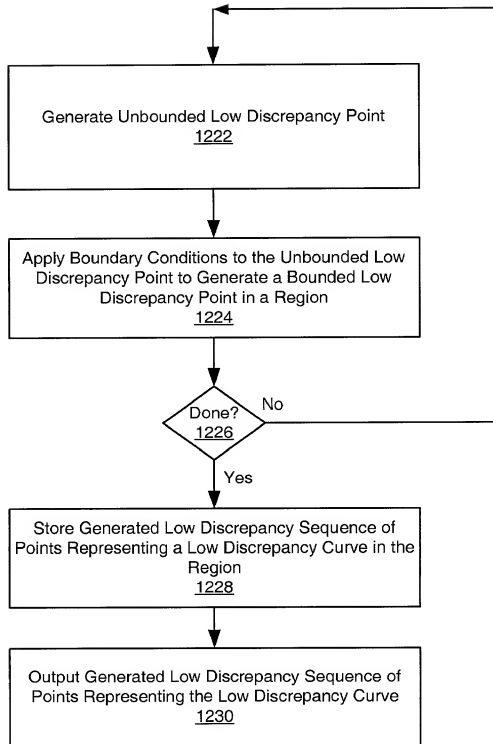 Generate Unbounded Low Discrepancy Point
1222
Apply Boundary Conditions to the Unbounded Low
Discrepancy Point to Generate a Bounded Low
Discrepancy Point in a Region
1224
Done?
1226
No
Yes
Store Generated Low Discrepancy Sequence of
Points Representing a Low Discrepancy Curve in the
Region
1228
Output Generated Low Discrepancy Sequence of
Points Representing the Low Discrepancy Curve
1230